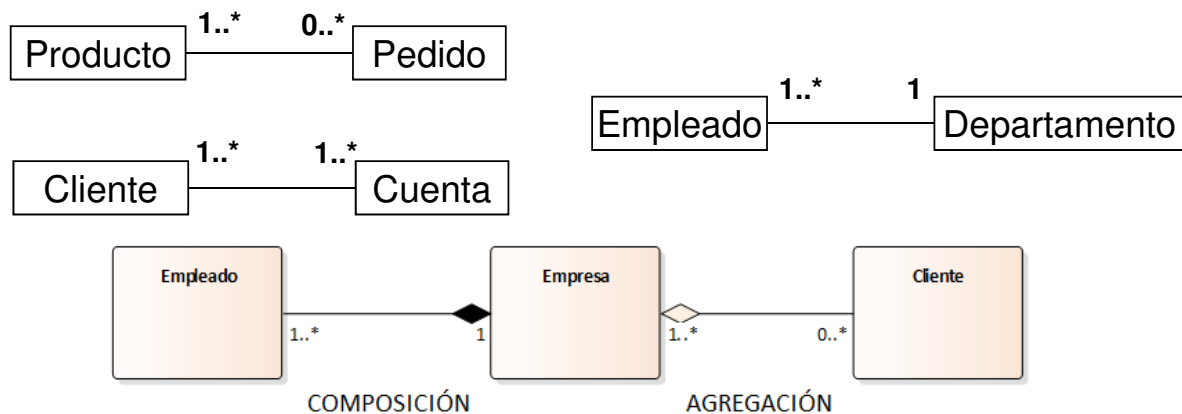 1..* 0..*
Producto Pedido
1..* 1
Empleado Departamento
1..* 1..*
Cliente Cuenta
Empleado Empresa Cliente
1..* 1 1..* 0..*
COMPOSICIÓN AGREGACIÓN